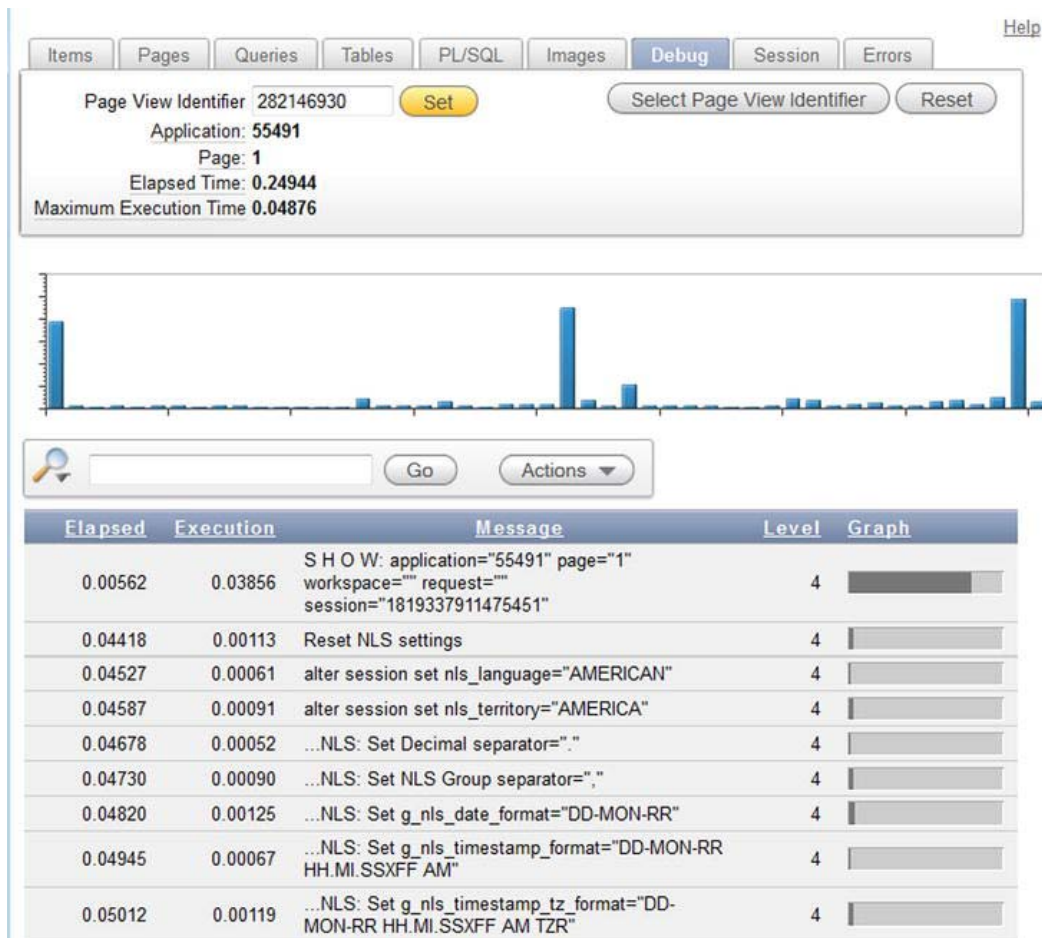 Help
Items Pages Queries Tables PL/SQL Images Debug Session Errors
Page View Identifier 282146930 Set Select Page View Identifier Reset
Application: 55491
Page: 1
Elapsed Time: 0.24944
Maximum Execution Time 0.04876
Go Actions
Elapsed Execution Message Level Graph
S H O W: application="55491" page="1"
0.00562 0.03856 workspace="" request="" 4
session="1819337911475451"
0.04418 0.00113 Reset NLS settings 4
0.04527 0.00061 alter session set nls_language="AMERICAN" 4
0.04587 0.00091 alter session set nls_territory="AMERICA" 4
0.04678 0.00052 ...NLS: Set Decimal separator="." 4
0.04730 0.00090 ...NLS: Set NLS Group separator="," 4
0.04820 0.00125 ...NLS: Set g_nls_date_format="DD-MON-RR" 4
0.04945 0.00067 ...NLS: Set g_nls_timestamp_format="DD-MON-RR 4
HH.MI.SSXFF AM"
0.05012 0.00119 ...NLS: Set g_nls_timestamp_tz_format="DD- 4
MON-RR HH.MI.SSXFF AM TZR"